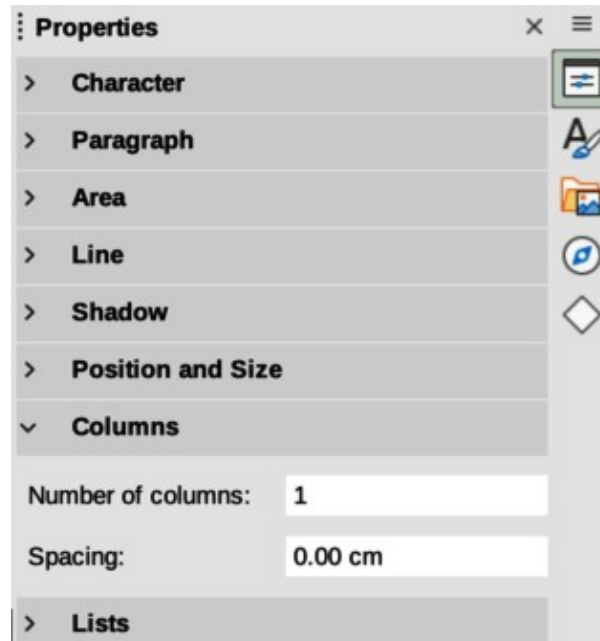 Properties
Character
Paragraph
Area
Line
Shadow
Position and Size
Columns
Number of columns: 1
Spacing: 0.00 cm
Lists